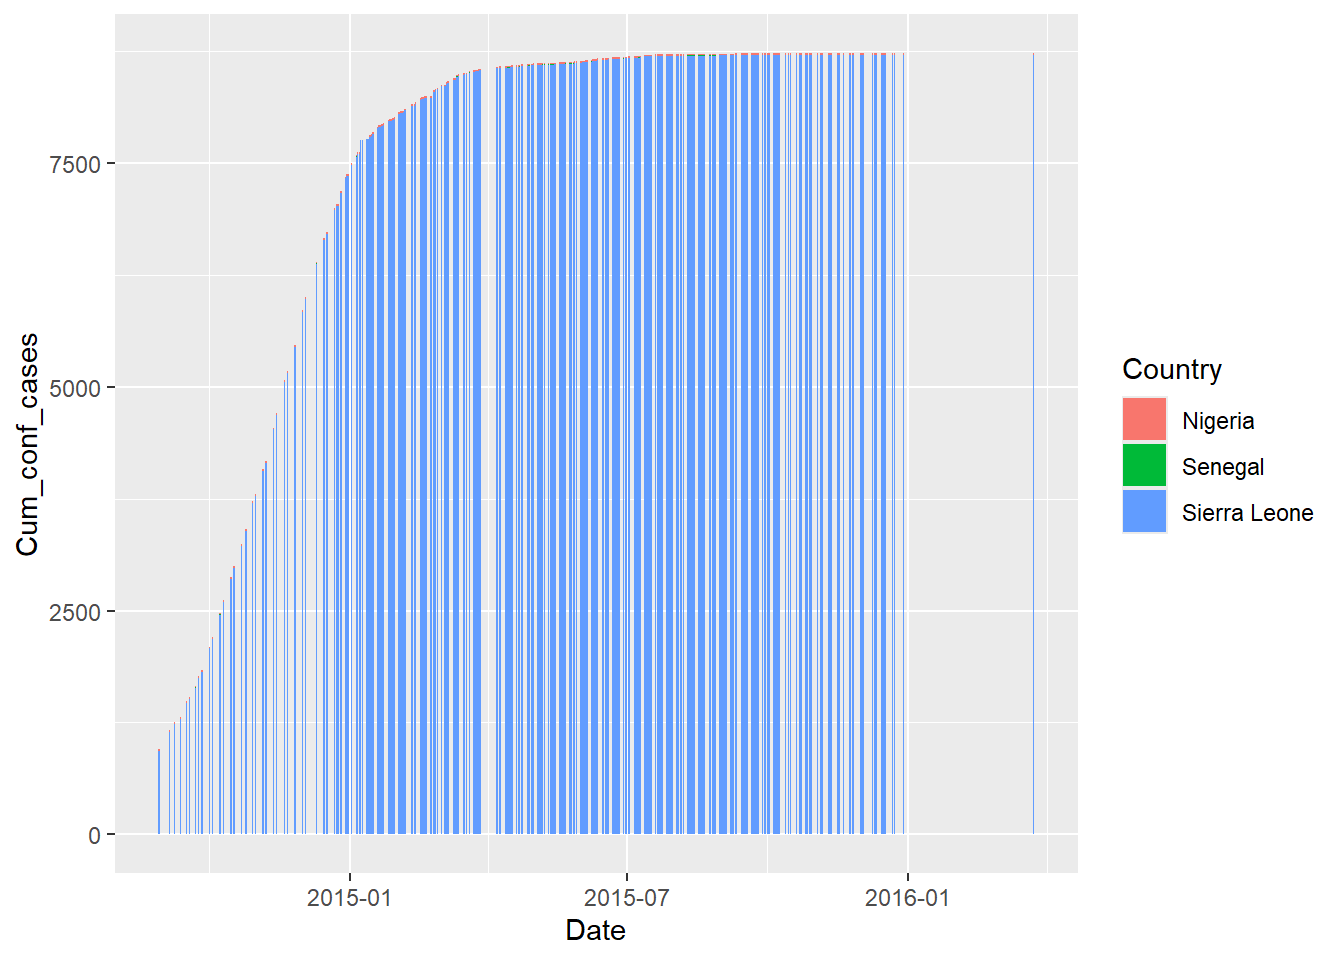 Cum_conf_cases
7500
5000
2500
0
2015-01
2015-07
2016-01
Date
Country
Nigeria
Senegal
Sierra Leone